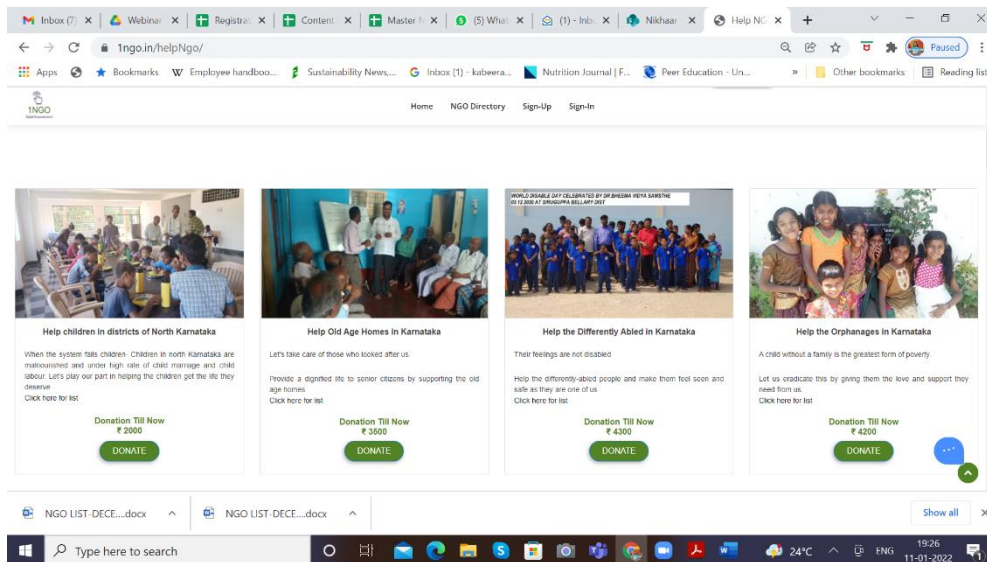 Inbox (7)
Webinar
Registrat
Content
Master N
(5) What
(1) - Inb
Nikhaar
Help NG
1ngo.in/helpNgo/
Paused
Apps
Bookmarks
Employee handboo...
Sustainability News,...
Inbox (1) - kabeera...
Nutrition Journal | F...
Peer Education - Un...
»
Other bookmarks
Reading list
1NGO
Home NGO Directory Sign-Up Sign-In
WORLD DISABLE DAY CELEBRATED BY DR BHEEMA VIDYA SAMSTHE
03.12.2020 AT SIRUGUPPA BELLARY DIST
Help children in districts of North Karnataka
When the system fails children- Children in north Karnataka are
malnourished and under high rate of child marriage and child
labour. Let's play our part in helping the children get the life they
deserve
Click here for list
Donation Till Now
₹ 2000
DONATE
Help Old Age Homes in Karnataka
Let's take care of those who looked after us.
Provide a dignified life to senior citizens by supporting the old
age homes
Click here for list
Donation Till Now
₹ 3500
DONATE
Help the Differently Abled in Karnataka
Their feelings are not disabled
Help the differently-abled people and make them feel seen and
safe as they are one of us
Click here for list
Donation Till Now
₹ 4300
DONATE
Help the Orphanages in Karnataka
A child without a family is the greatest form of poverty.
Let us eradicate this by giving them the love and support they
need from us.
Click here for list
Donation Till Now
₹ 4200
DONATE
NGO LIST-DECE....docx
NGO LIST-DECE....docx
Show all
Type here to search
24°C
ENG
19:26
11-01-2022